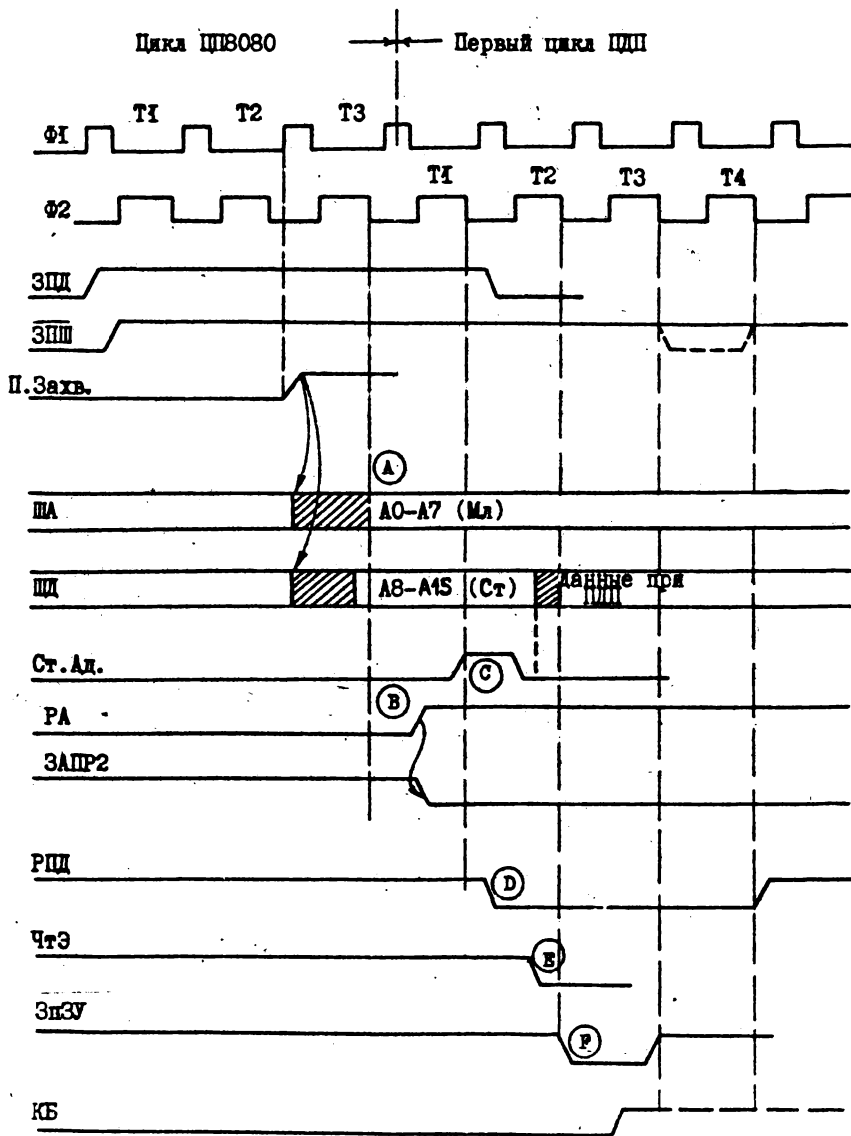 Цикл ЦП8080
Первый цикл ПДП
Т1 Т2 Т3
Ф1
Т1 Т2 Т3 Т4
Ф2
ЗПД
ЗПШ
П.Захв.
A
ША
А0-А7 (Мл)
ШД
А8-А15 (Ст)
данные при
ПДП
Ст.Ад.
C
B
РА
ЗАПР2
РПД
D
ЧтЭ
E
ЗпЗУ
F
КБ